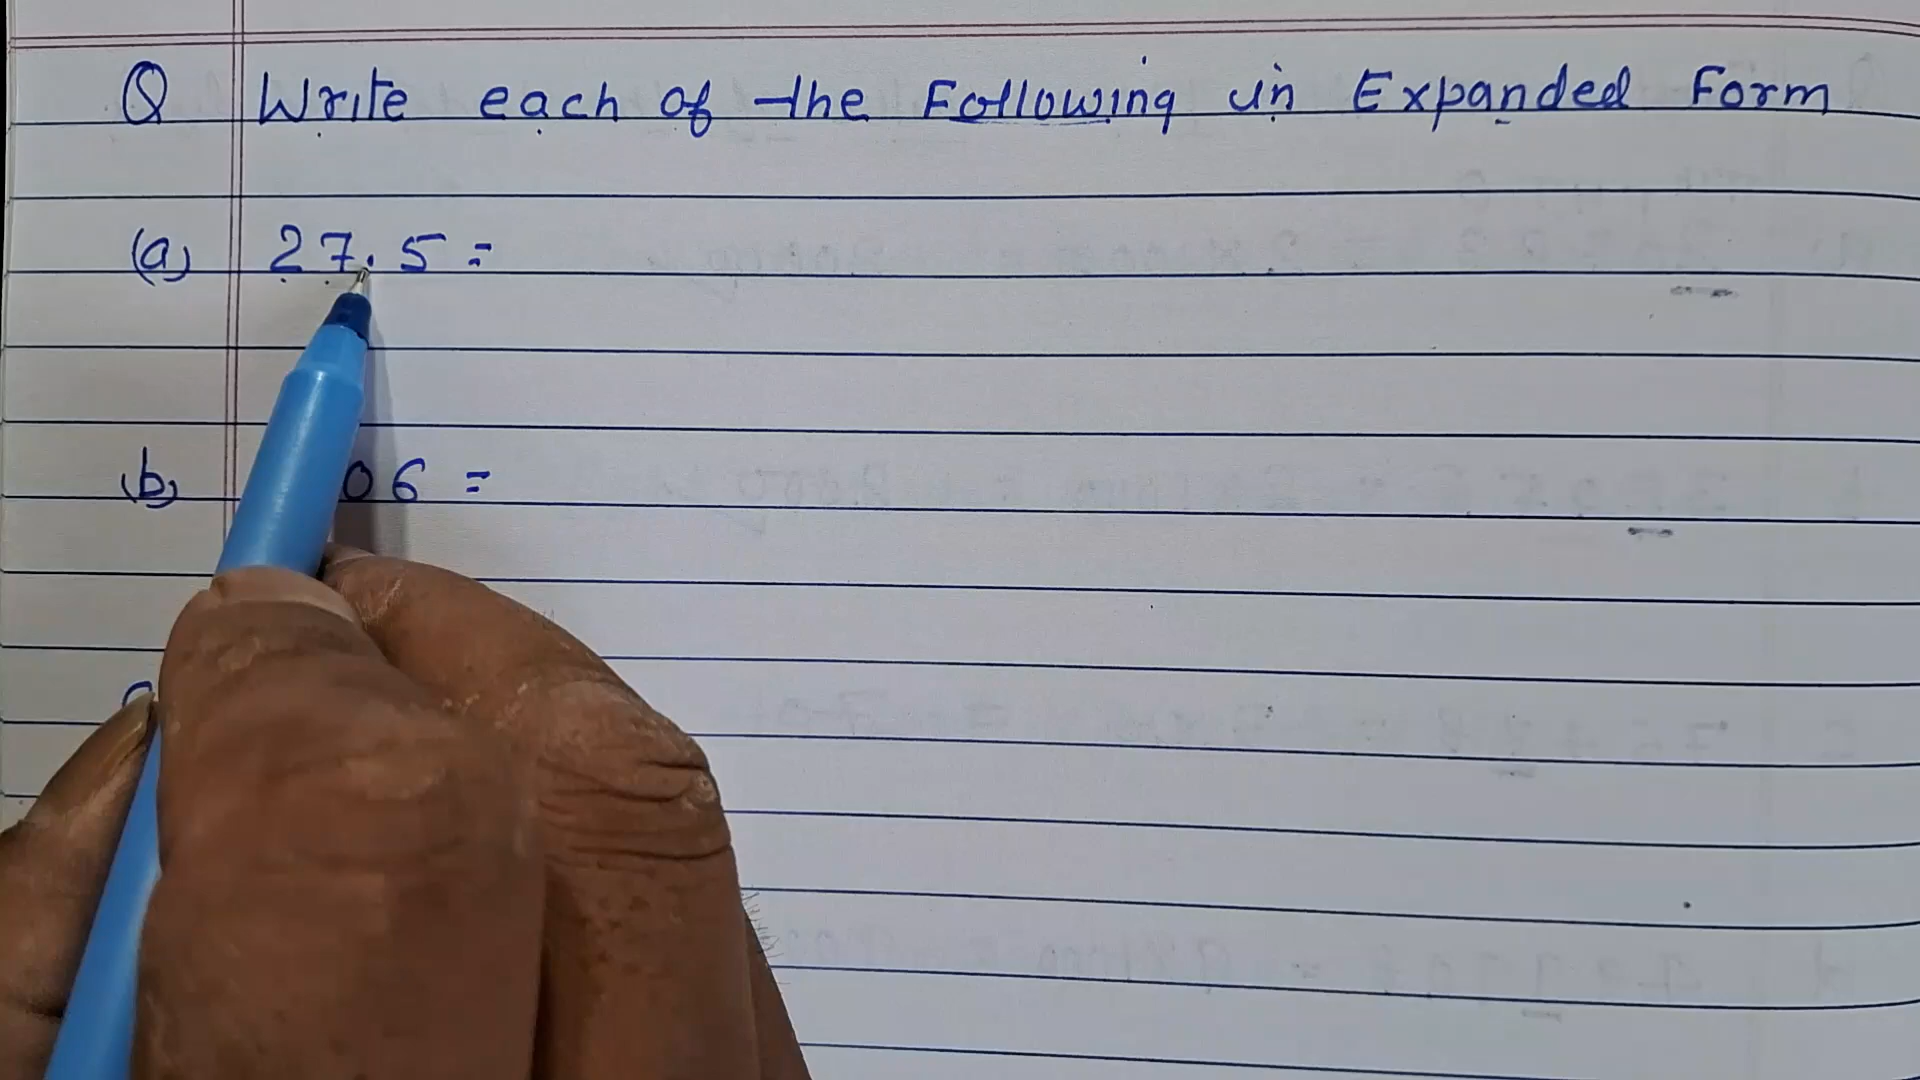 Q Write each of the Following in Expanded Form
(a) 27.5 =
(b) 06 =